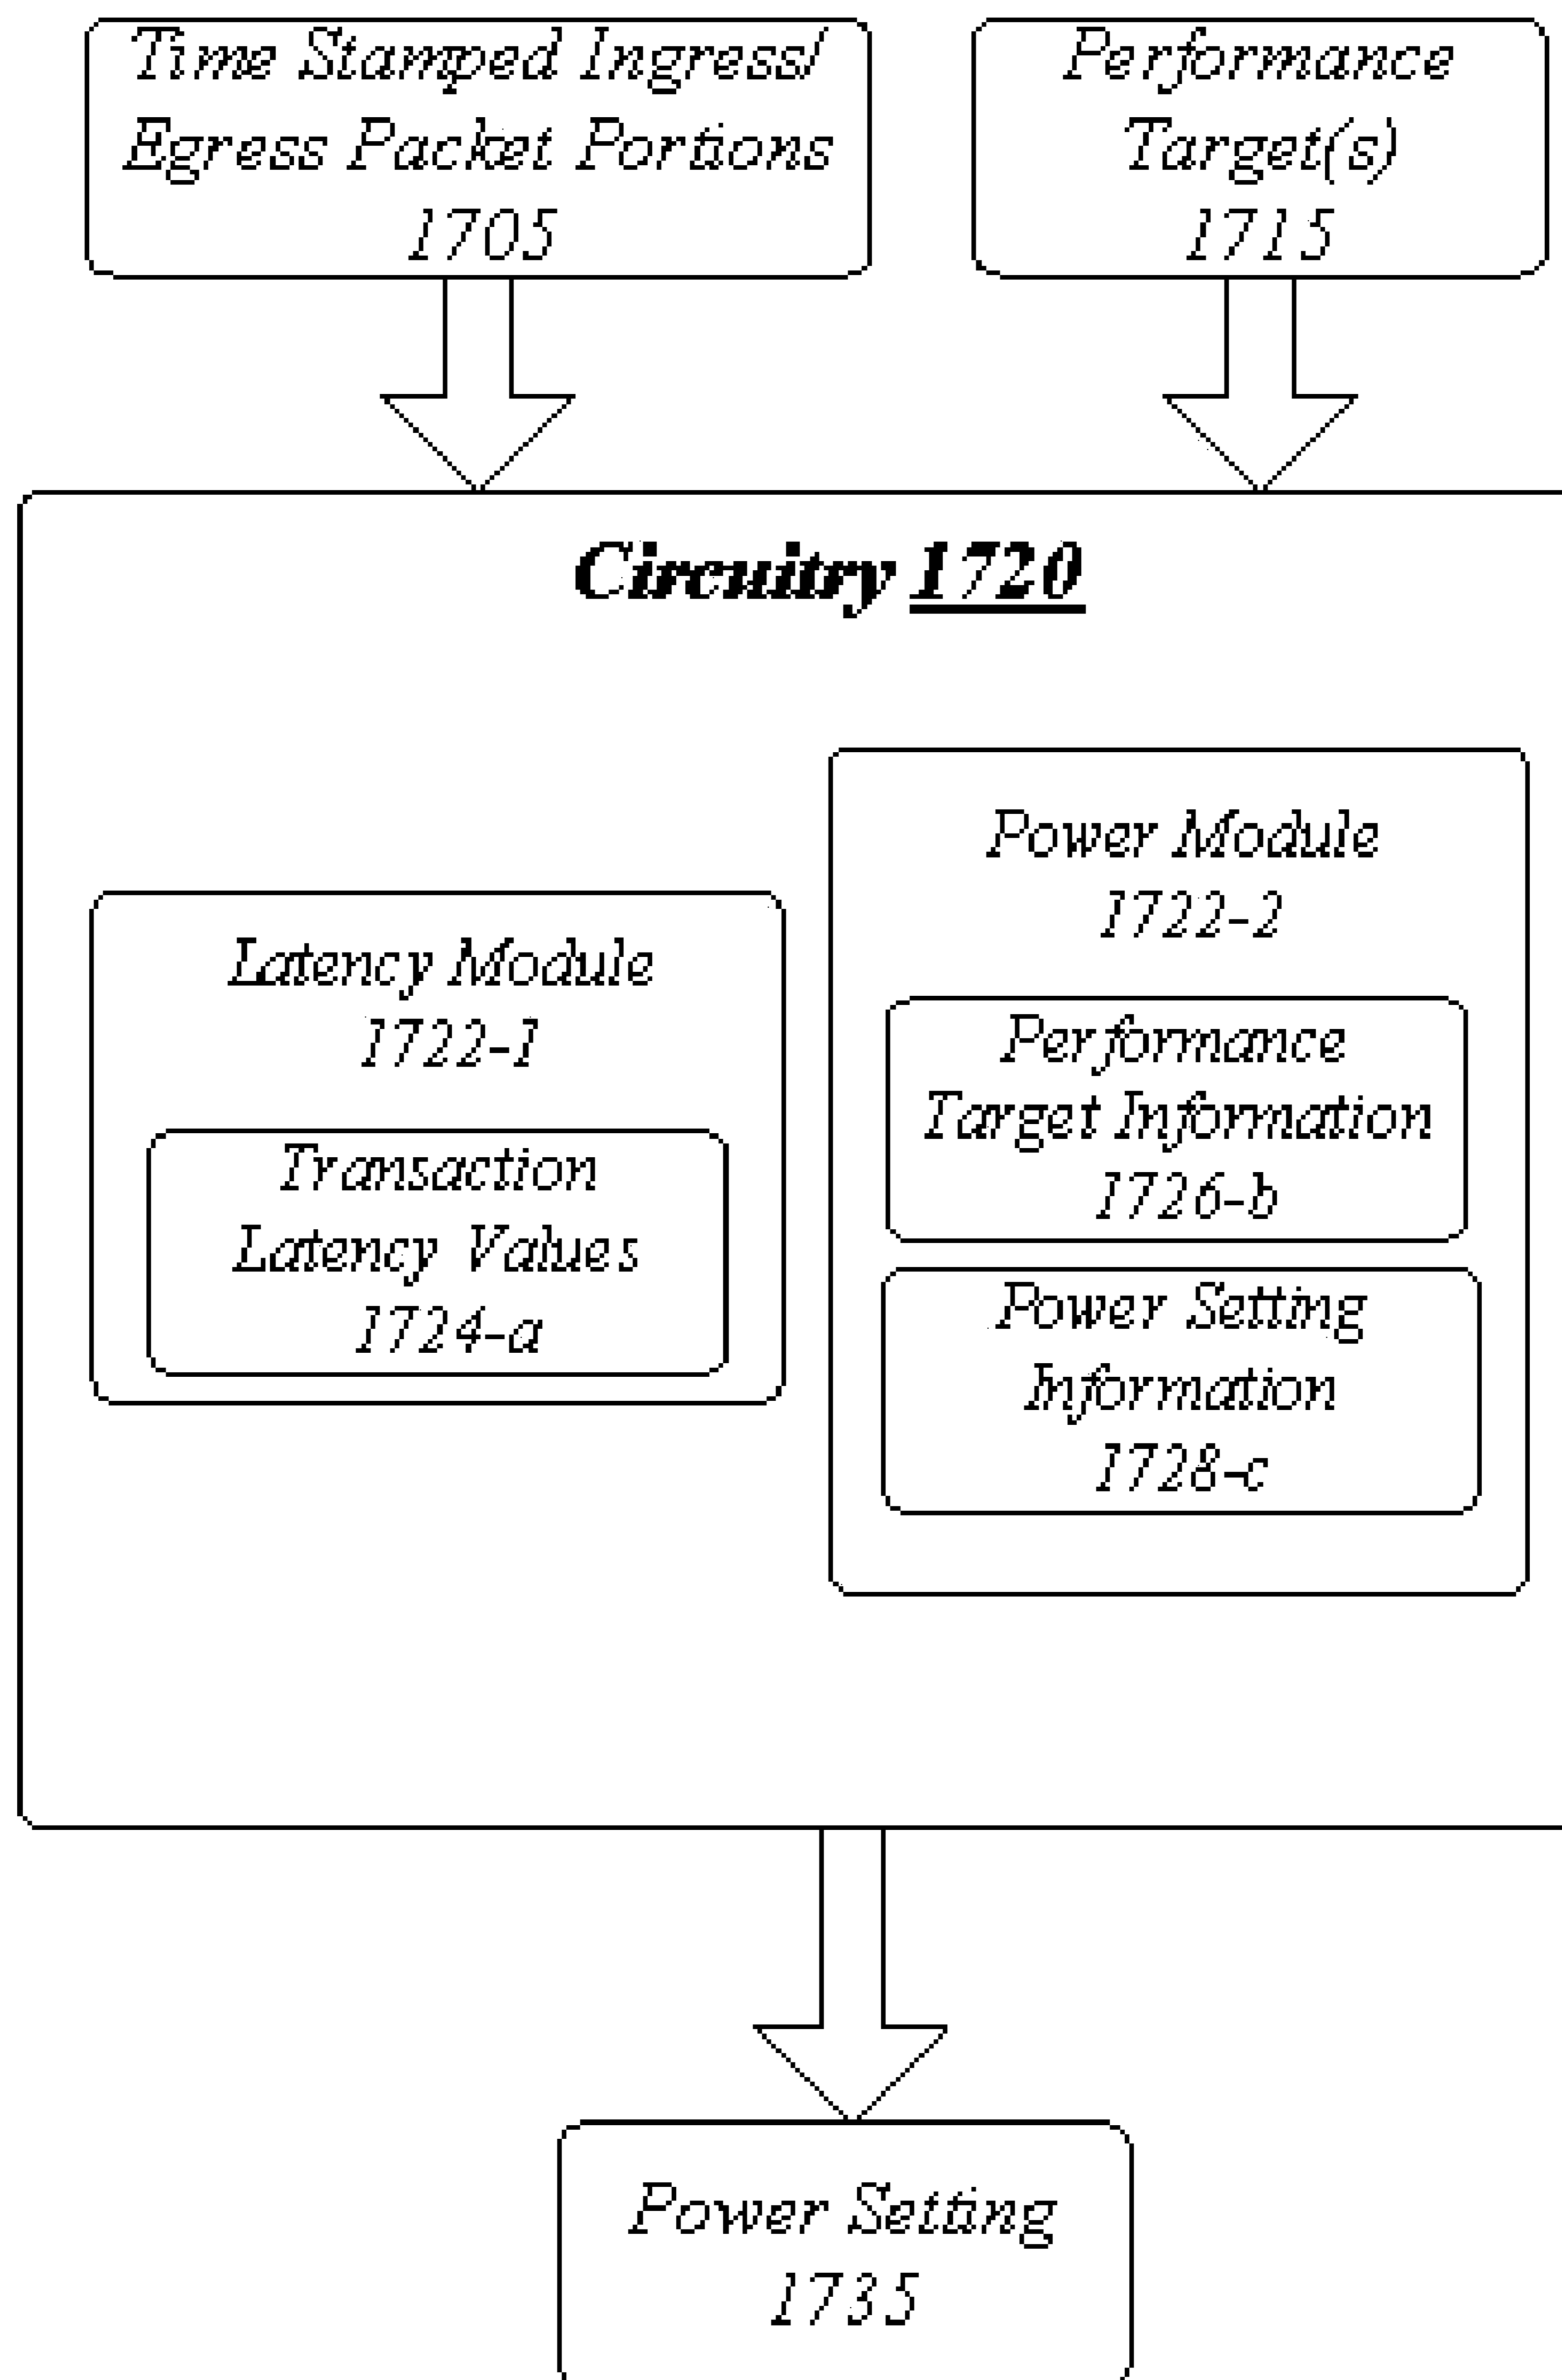 Time Stamped Ingress/
Egress Packet Portions
1705
Performance
Target(s)
1715
Circuitry 1720
Latency Module
1722-1
Transaction
Latency Values
1724-a
Power Module
1722-2
Performance
Target Information
1726-b
Power Setting
Information
1728-c
Power Setting
1735